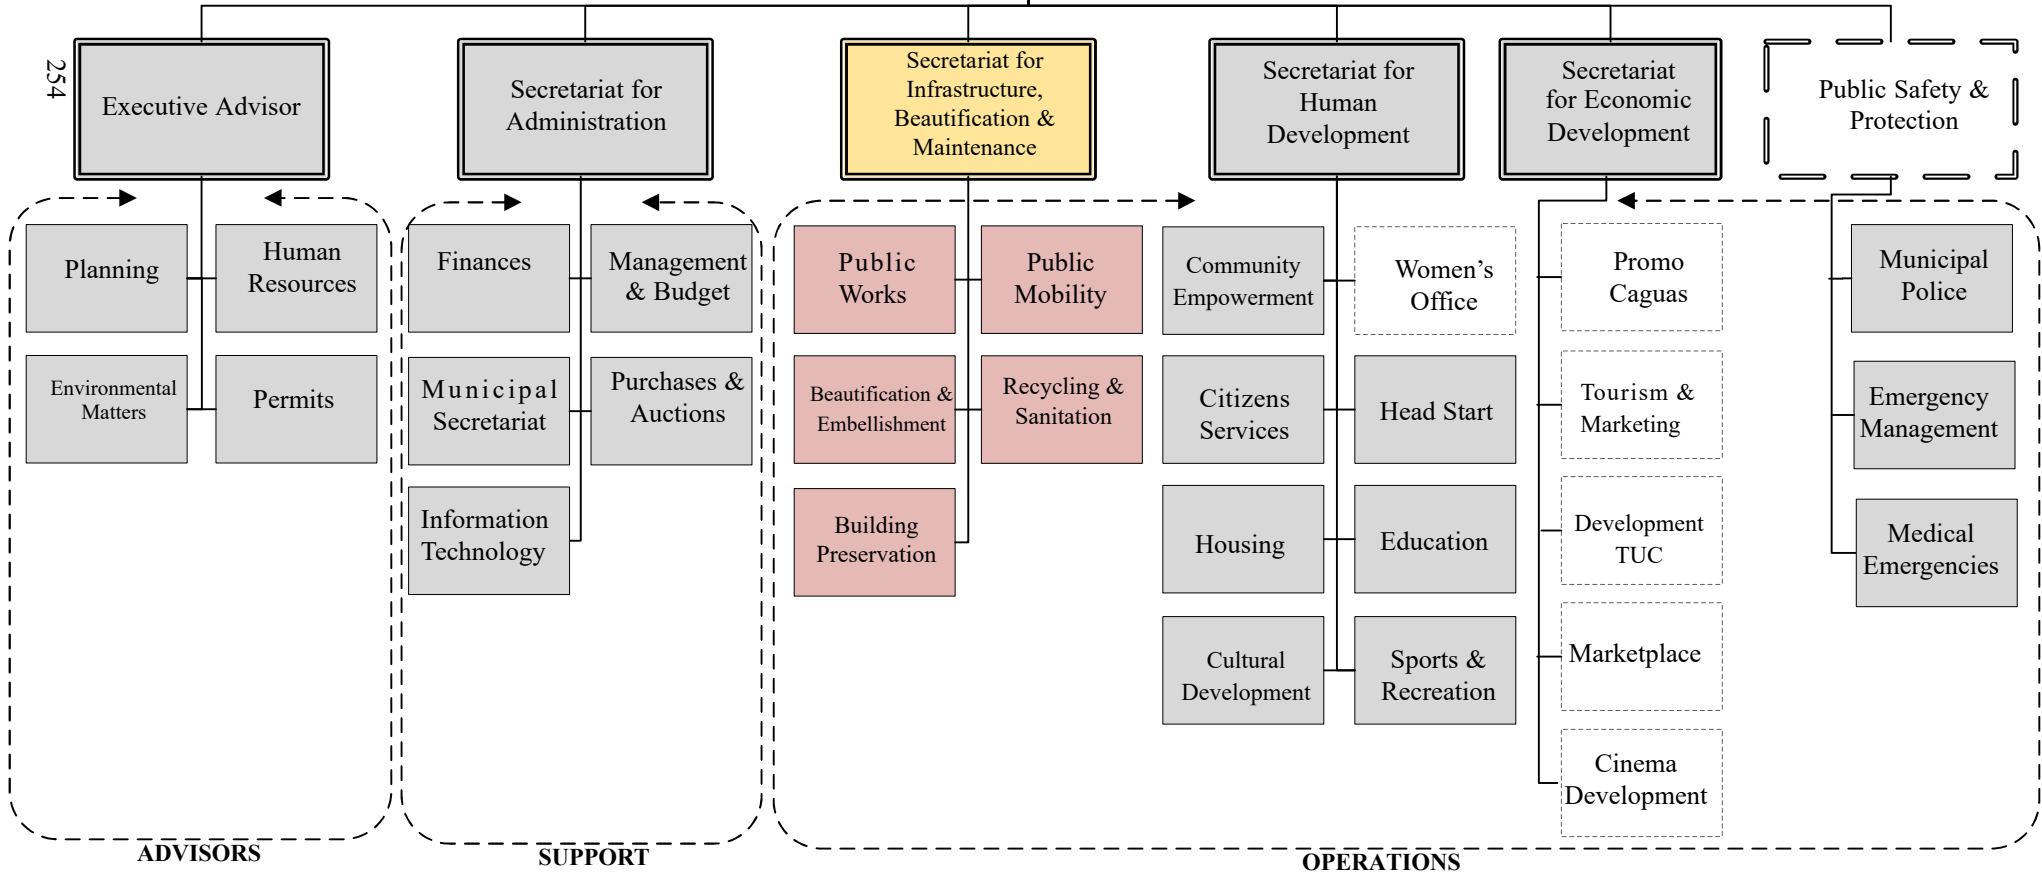 254
Executive Advisor
Secretariat for
Administration
Secretariat for
Infrastructure,
Beautification &
Maintenance
Secretariat for
Human
Development
Secretariat
for Economic
Development
Public Safety &
Protection
Planning
Human
Resources
Environmental
Matters
Permits
Finances
Management
& Budget
Municipal
Secretariat
Purchases &
Auctions
Information
Technology
Public
Works
Public
Mobility
Beautification &
Embellishment
Recycling &
Sanitation
Building
Preservation
Community
Empowerment
Women’s
Office
Citizens
Services
Head Start
Housing
Education
Cultural
Development
Sports &
Recreation
Promo
Caguas
Tourism &
Marketing
Development
TUC
Marketplace
Cinema
Development
Municipal
Police
Emergency
Management
Medical
Emergencies
ADVISORS
SUPPORT
OPERATIONS